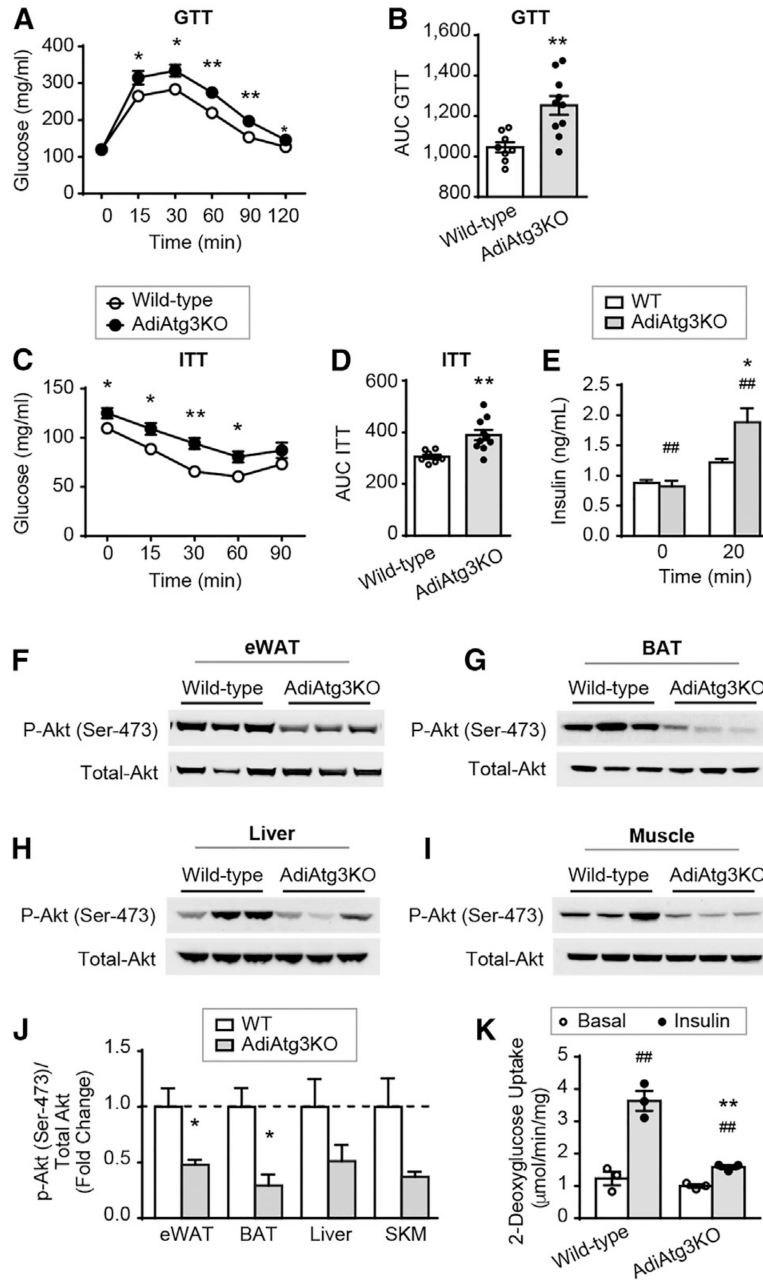 A
GTT
Glucose (mg/ml)
400
300
200
100
0
*
*
**
**
*
0 15 30 60 90 120
Time (min)
B
GTT
AUC GTT
1,600
1,400
1,200
1,000
800
**
Wild-type
AdiAtg3KO
Wild-type
AdiAtg3KO
C
ITT
Glucose (mg/ml)
150
100
50
0
*
*
**
*
0 15 30 60 90
Time (min)
D
ITT
AUC ITT
600
400
200
0
**
Wild-type
AdiAtg3KO
WT
AdiAtg3KO
E
Insulin (ng/mL)
2.5
2.0
1.5
1.0
0.5
0.0
##
*
##
0 20
Time (min)
F
eWAT
Wild-type AdiAtg3KO
P-Akt (Ser-473)
Total-Akt
G
BAT
Wild-type AdiAtg3KO
P-Akt (Ser-473)
Total-Akt
H
Liver
Wild-type AdiAtg3KO
P-Akt (Ser-473)
Total-Akt
I
Muscle
Wild-type AdiAtg3KO
P-Akt (Ser-473)
Total-Akt
J
WT
AdiAtg3KO
p-Akt (Ser-473)/
Total Akt
(Fold Change)
1.5
1.0
0.5
0.0
*
*
eWAT BAT Liver SKM
K
Basal Insulin
2-Deoxyglucose Uptake
(μmol/min/mg)
5
4
3
2
1
0
##
**
##
Wild-type
AdiAtg3KO